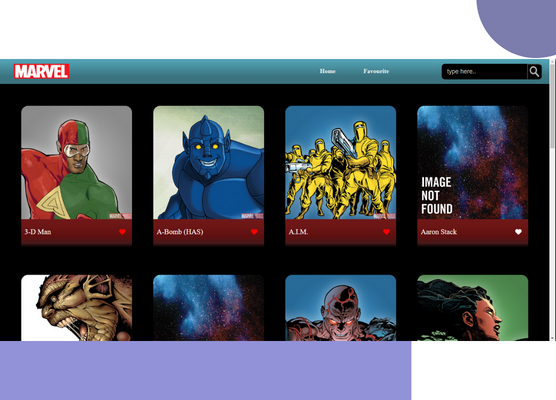 MARVEL
Home
Favourite
type here..
IMAGE
NOT
FOUND
3-D Man
A-Bomb (HAS)
A.I.M.
Aaron Stack